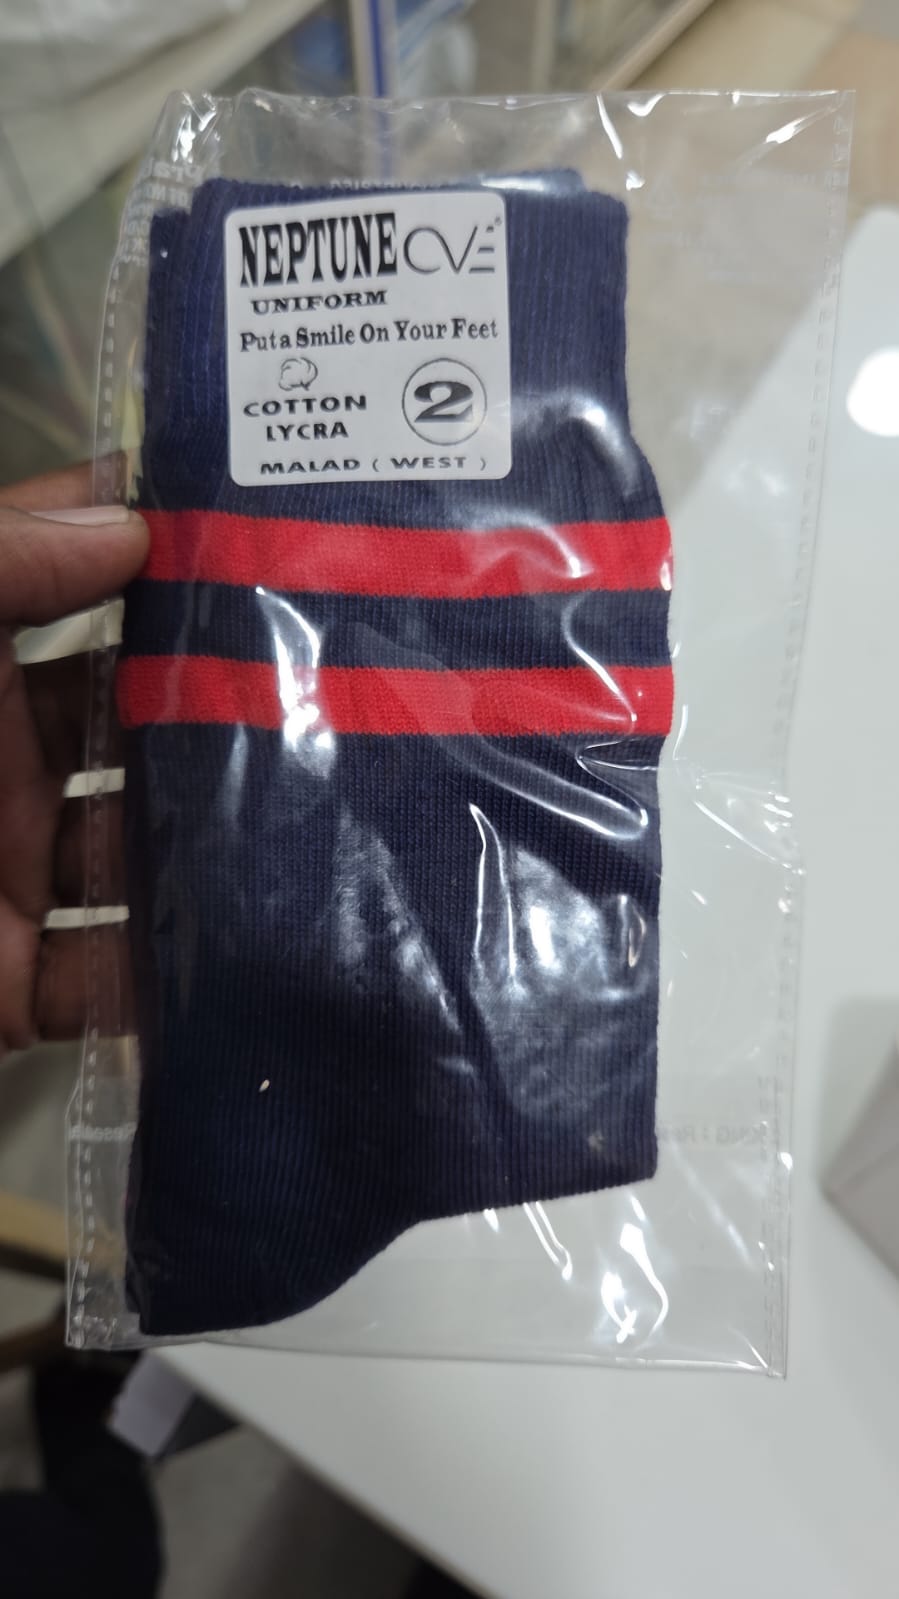 NEPTUNE CVE
UNIFORM
Put a Smile On Your Feet
COTTON
LYCRA
2
MALAD ( WEST )